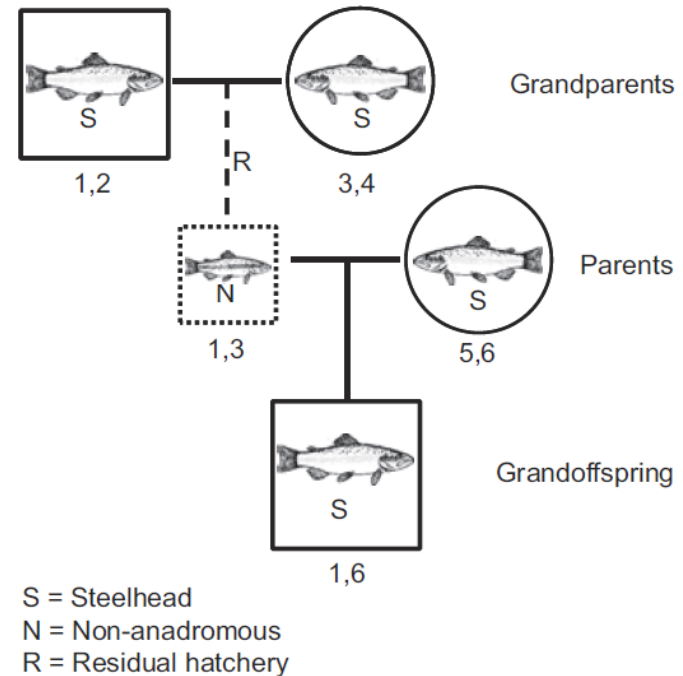 S
S
Grandparents
R
1,2
3,4
N
S
Parents
1,3
5,6
S
Grandoffspring
1,6
S = Steelhead
N = Non-anadromous
R = Residual hatchery